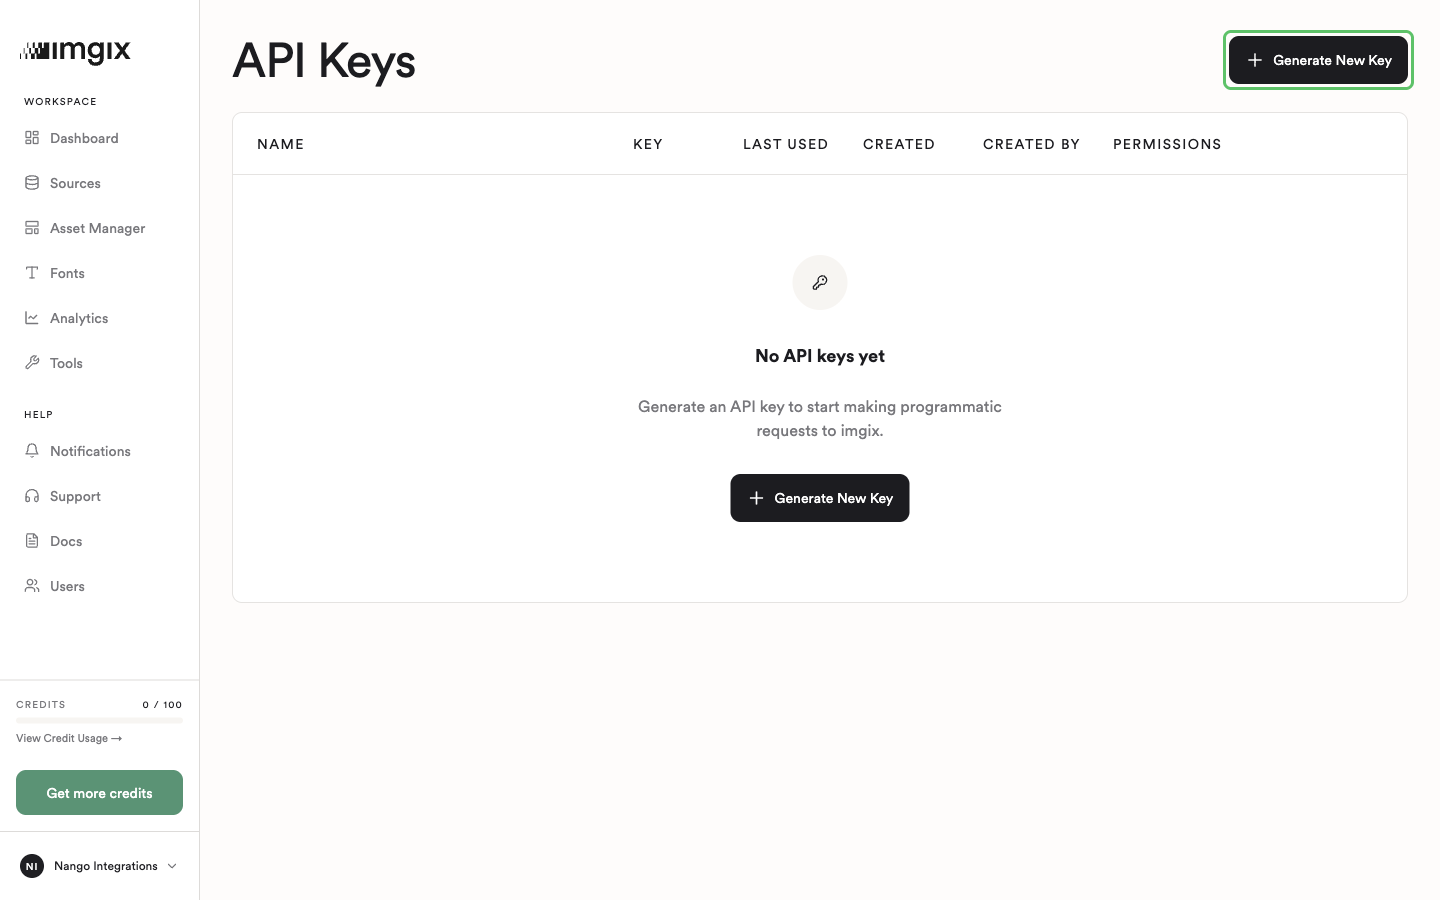 imgix
WORKSPACE
Dashboard
Sources
Asset Manager
Fonts
Analytics
Tools
HELP
Notifications
Support
Docs
Users
CREDITS 0 / 100
View Credit Usage →
Get more credits
NI Nango Integrations
API Keys
Generate New Key
NAME KEY LAST USED CREATED CREATED BY PERMISSIONS
No API keys yet
Generate an API key to start making programmatic
requests to imgix.
Generate New Key